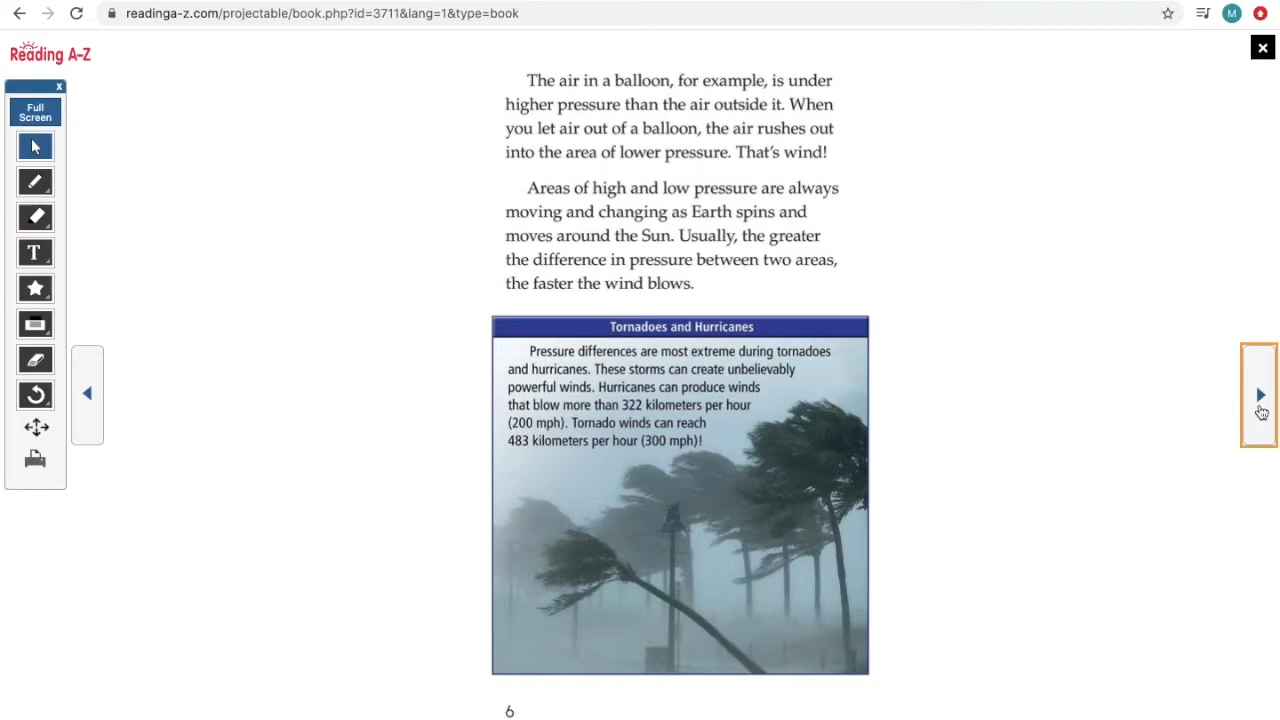 readinga-z.com/projectable/book.php?id=3711&lang=1&type=book
M
Reading A-Z
x
Full
Screen
T
The air in a balloon, for example, is under
higher pressure than the air outside it. When
you let air out of a balloon, the air rushes out
into the area of lower pressure. That's wind!
Areas of high and low pressure are always
moving and changing as Earth spins and
moves around the Sun. Usually, the greater
the difference in pressure between two areas,
the faster the wind blows.
Tornadoes and Hurricanes
Pressure differences are most extreme during tornadoes
and hurricanes. These storms can create unbelievably
powerful winds. Hurricanes can produce winds
that blow more than 322 kilometers per hour
(200 mph). Tornado winds can reach
483 kilometers per hour (300 mph)!
6